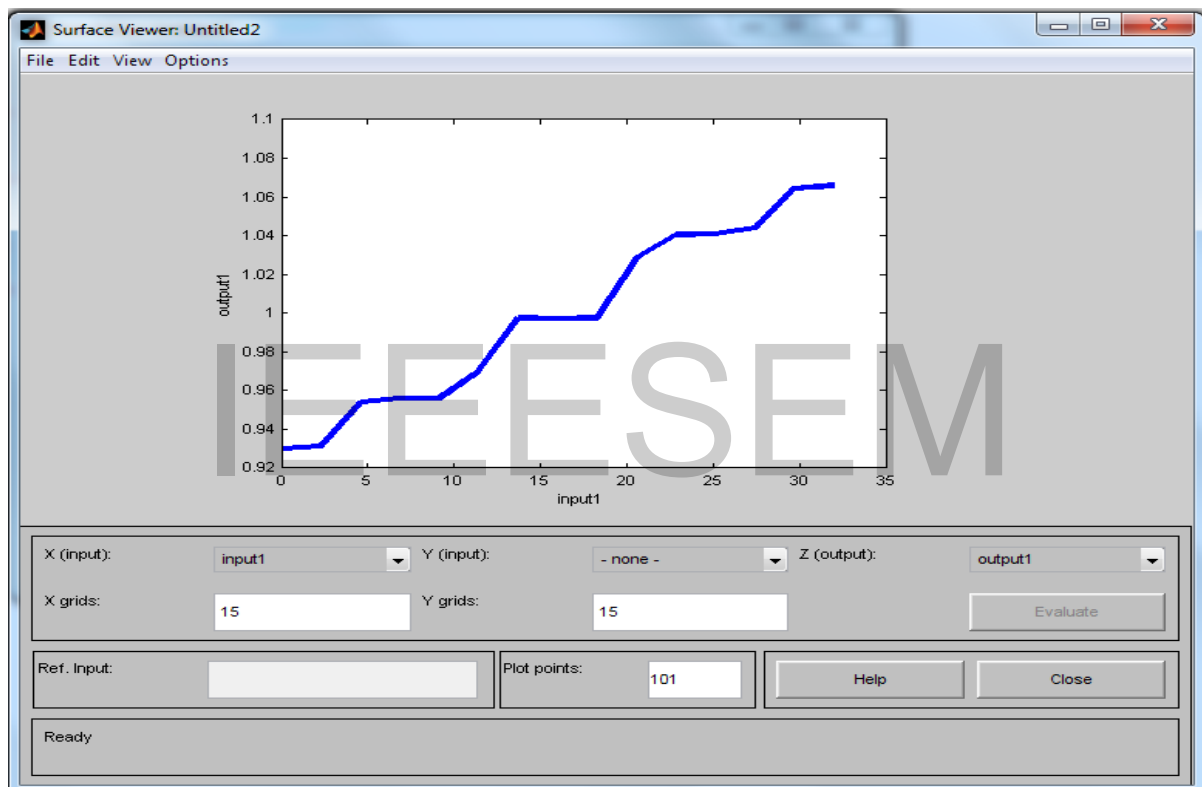 Surface Viewer: Untitled2
File Edit View Options
1.1
1.08
1.06
1.04
1.02
1
0.98
0.96
0.94
0.92
output1
0 5 10 15 20 25 30 35
input1
IEEESEM
X (input): input1 Y (input): - none - Z (output): output1
X grids: 15 Y grids: 15 Evaluate
Ref. Input: Plot points: 101 Help Close
Ready